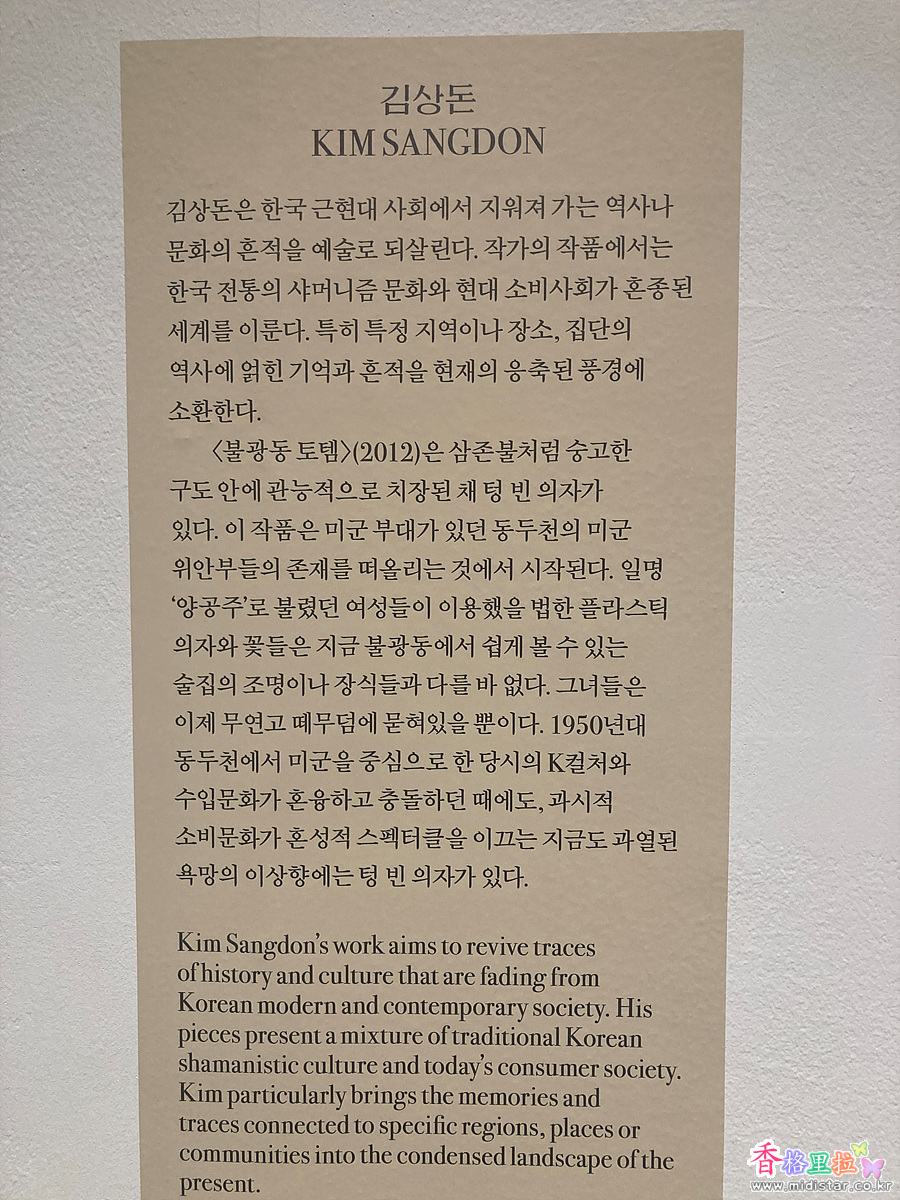 김상돈
KIM SANGDON
김상돈은 한국 근현대 사회에서 지워져 가는 역사나
문화의 흔적을 예술로 되살린다. 작가의 작품에서는
한국 전통의 샤머니즘 문화와 현대 소비사회가 혼종된
세계를 이룬다. 특히 특정 지역이나 장소, 집단의
역사에 얽힌 기억과 흔적을 현재의 응축된 풍경에
소환한다.
〈불광동 토템〉(2012)은 삼존불처럼 숭고한
구도 안에 관능적으로 치장된 채 텅 빈 의자가
있다. 이 작품은 미군 부대가 있던 동두천의 미군
위안부들의 존재를 떠올리는 것에서 시작된다. 일명
‘양공주’로 불렸던 여성들이 이용했을 법한 플라스틱
의자와 꽃들은 지금 불광동에서 쉽게 볼 수 있는
술집의 조명이나 장식들과 다를 바 없다. 그녀들은
이제 무연고 떼무덤에 묻혀있을 뿐이다. 1950년대
동두천에서 미군을 중심으로 한 당시의 K컬처와
수입문화가 혼융하고 충돌하던 때에도, 과시적
소비문화가 혼성적 스펙터클을 이끄는 지금도 과열된
욕망의 이상향에는 텅 빈 의자가 있다.
Kim Sangdon’s work aims to revive traces
of history and culture that are fading from
Korean modern and contemporary society. His
pieces present a mixture of traditional Korean
shamanistic culture and today’s consumer society.
Kim particularly brings the memories and
traces connected to specific regions, places or
communities into the condensed landscape of the
present.
香格里拉
www.midistar.co.kr